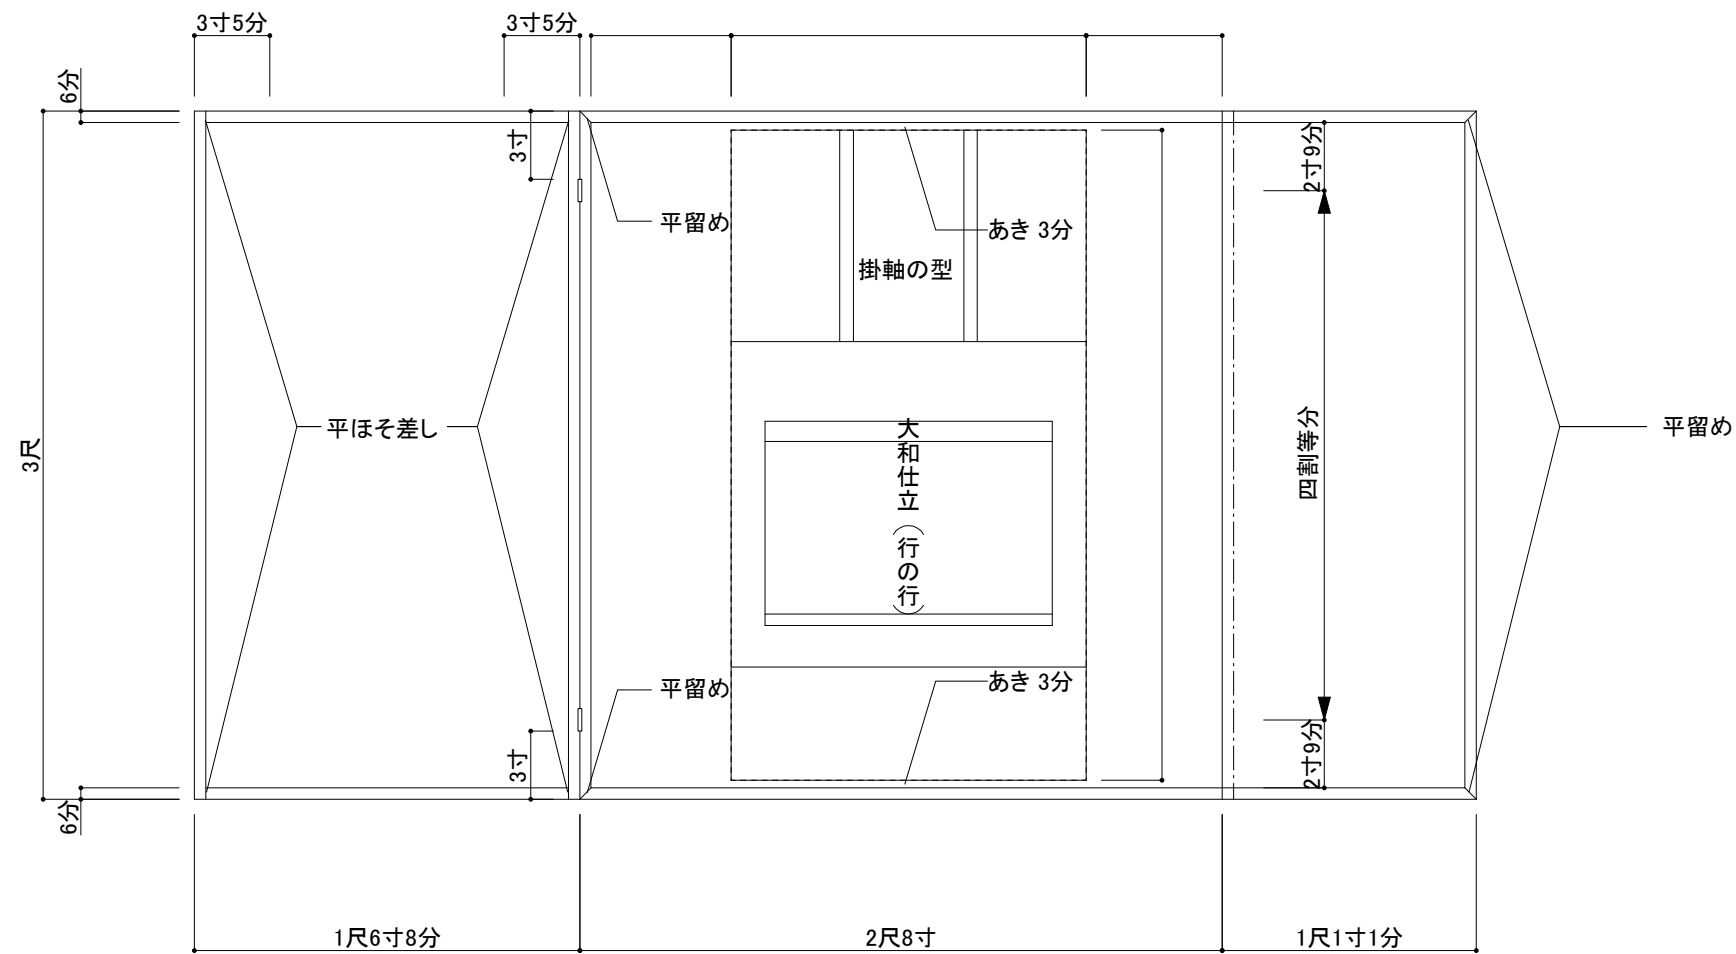 3寸5分
3寸5分
6分
3寸
2寸9分
平留め
あき 3分
掛軸の型
平ほそ差し
大和仕立（行の行）
四割等分
平留め
3尺
平留め
あき 3分
3寸
2寸9分
6分
1尺6寸8分
2尺8寸
1尺1寸1分